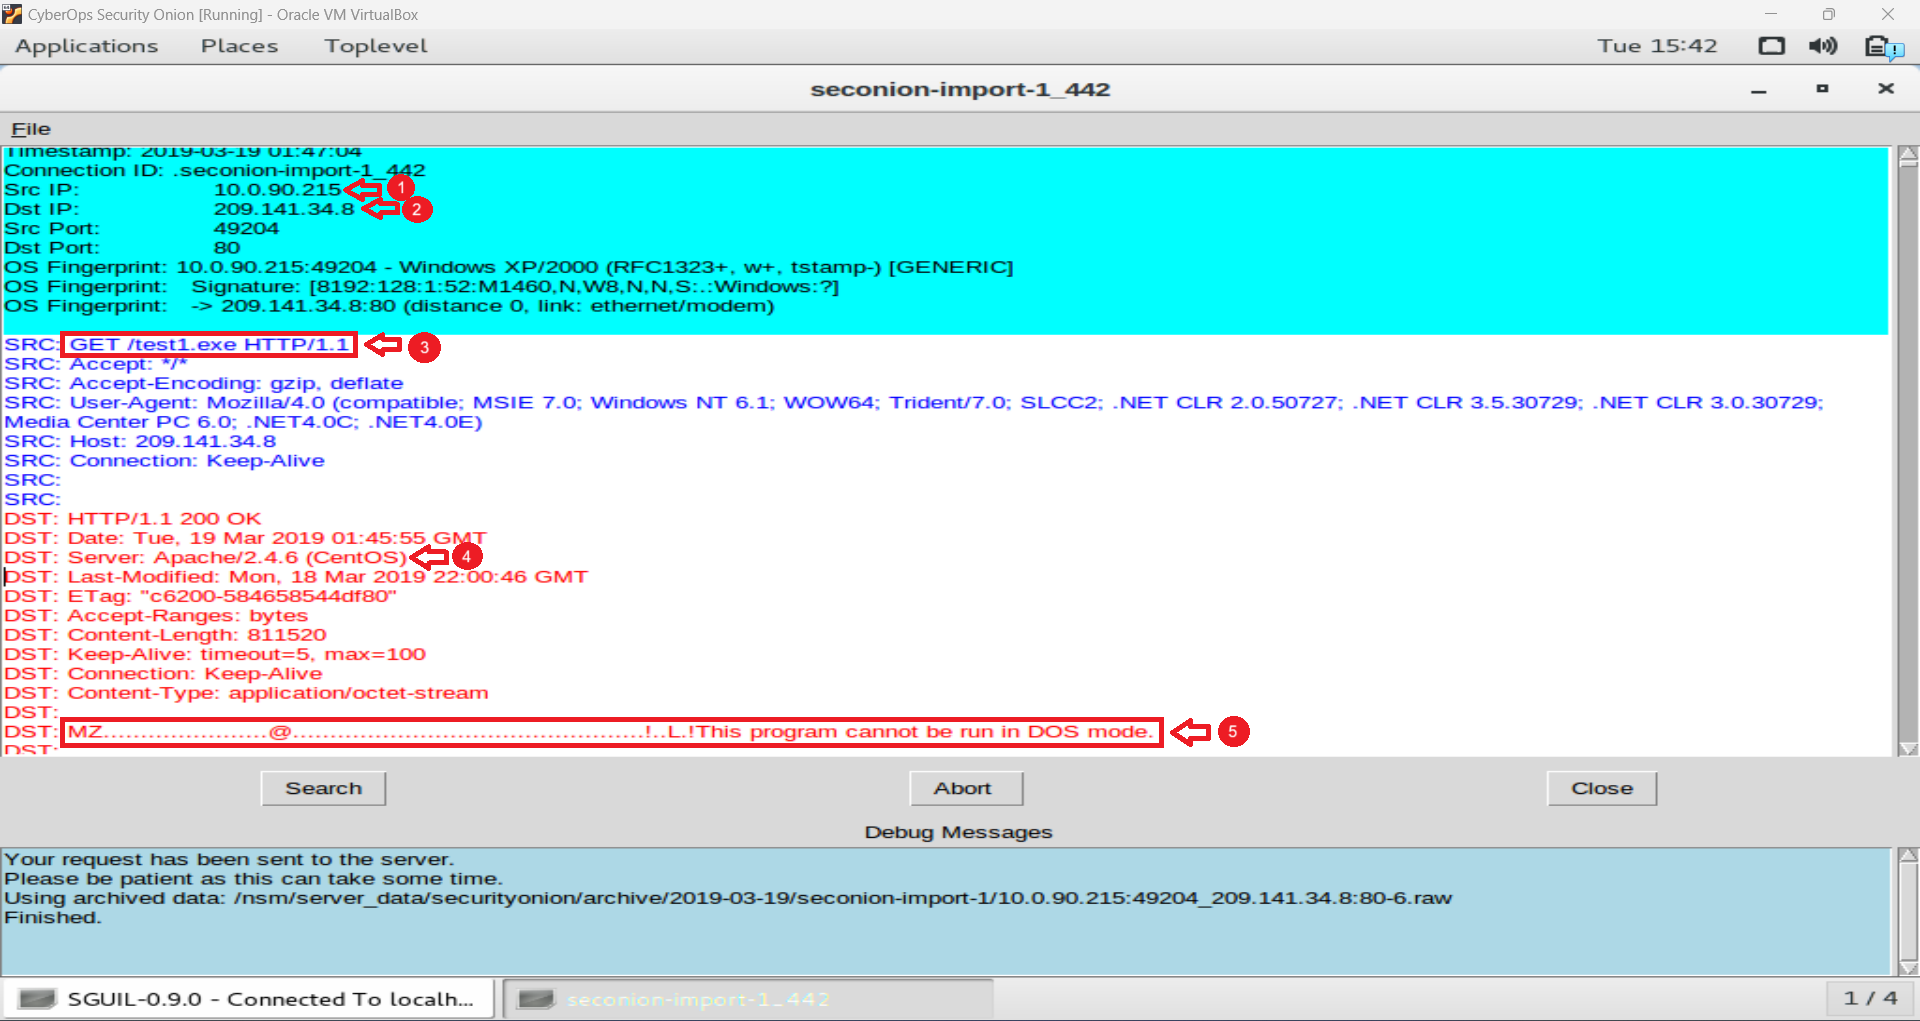 CyberOps Security Onion [Running] - Oracle VM VirtualBox
Applications Places Toplevel Tue 15:42
seconion-import-1_442
File
Timestamp: 2019-03-19 01:47:04
Connection ID: .seconion-import-1_442
Src IP: 10.0.90.215 1
Dst IP: 209.141.34.8 2
Src Port: 49204
Dst Port: 80
OS Fingerprint: 10.0.90.215:49204 - Windows XP/2000 (RFC1323+, w+, tstamp-) [GENERIC]
OS Fingerprint: Signature: [8192:128:1:52:M1460,N,W8,N,N,S:.:Windows:?]
OS Fingerprint: -> 209.141.34.8:80 (distance 0, link: ethernet/modem)
SRC: GET /test1.exe HTTP/1.1 3
SRC: Accept: */*
SRC: Accept-Encoding: gzip, deflate
SRC: User-Agent: Mozilla/4.0 (compatible; MSIE 7.0; Windows NT 6.1; WOW64; Trident/7.0; SLCC2; .NET CLR 2.0.50727; .NET CLR 3.5.30729; .NET CLR 3.0.30729;
Media Center PC 6.0; .NET4.0C; .NET4.0E)
SRC: Host: 209.141.34.8
SRC: Connection: Keep-Alive
SRC:
SRC:
DST: HTTP/1.1 200 OK
DST: Date: Tue, 19 Mar 2019 01:45:55 GMT
DST: Server: Apache/2.4.6 (CentOS) 4
DST: Last-Modified: Mon, 18 Mar 2019 22:00:46 GMT
DST: ETag: "c6200-584658544df80"
DST: Accept-Ranges: bytes
DST: Content-Length: 811520
DST: Keep-Alive: timeout=5, max=100
DST: Connection: Keep-Alive
DST: Content-Type: application/octet-stream
DST:
DST: MZ......................@...............................................!..L.!This program cannot be run in DOS mode. 5
DST:
Search Abort Close
Debug Messages
Your request has been sent to the server.
Please be patient as this can take some time.
Using archived data: /nsm/server_data/securityonion/archive/2019-03-19/seconion-import-1/10.0.90.215:49204_209.141.34.8:80-6.raw
Finished.
SGUIL-0.9.0 - Connected To localh... seconion-import-1_442 1 / 4